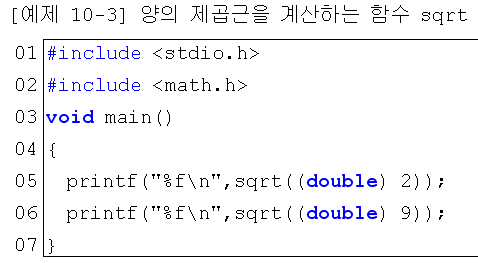 [예제 10-3] 양의 제곱근을 계산하는 함수 sqrt
01 #include <stdio.h>
02 #include <math.h>
03 void main()
04 {
05   printf("%f\n",sqrt((double) 2));
06   printf("%f\n",sqrt((double) 9));
07 }